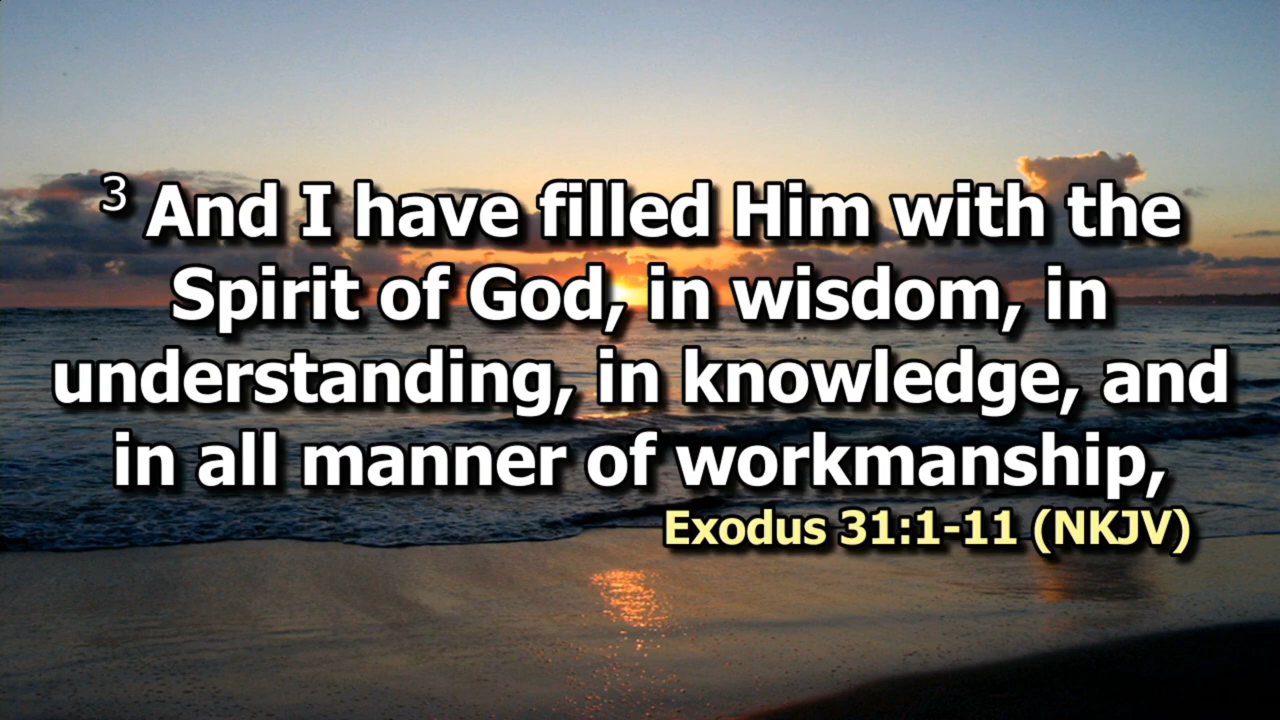 3 And I have filled Him with the
Spirit of God, in wisdom, in
understanding, in knowledge, and
in all manner of workmanship,
Exodus 31:1-11 (NKJV)